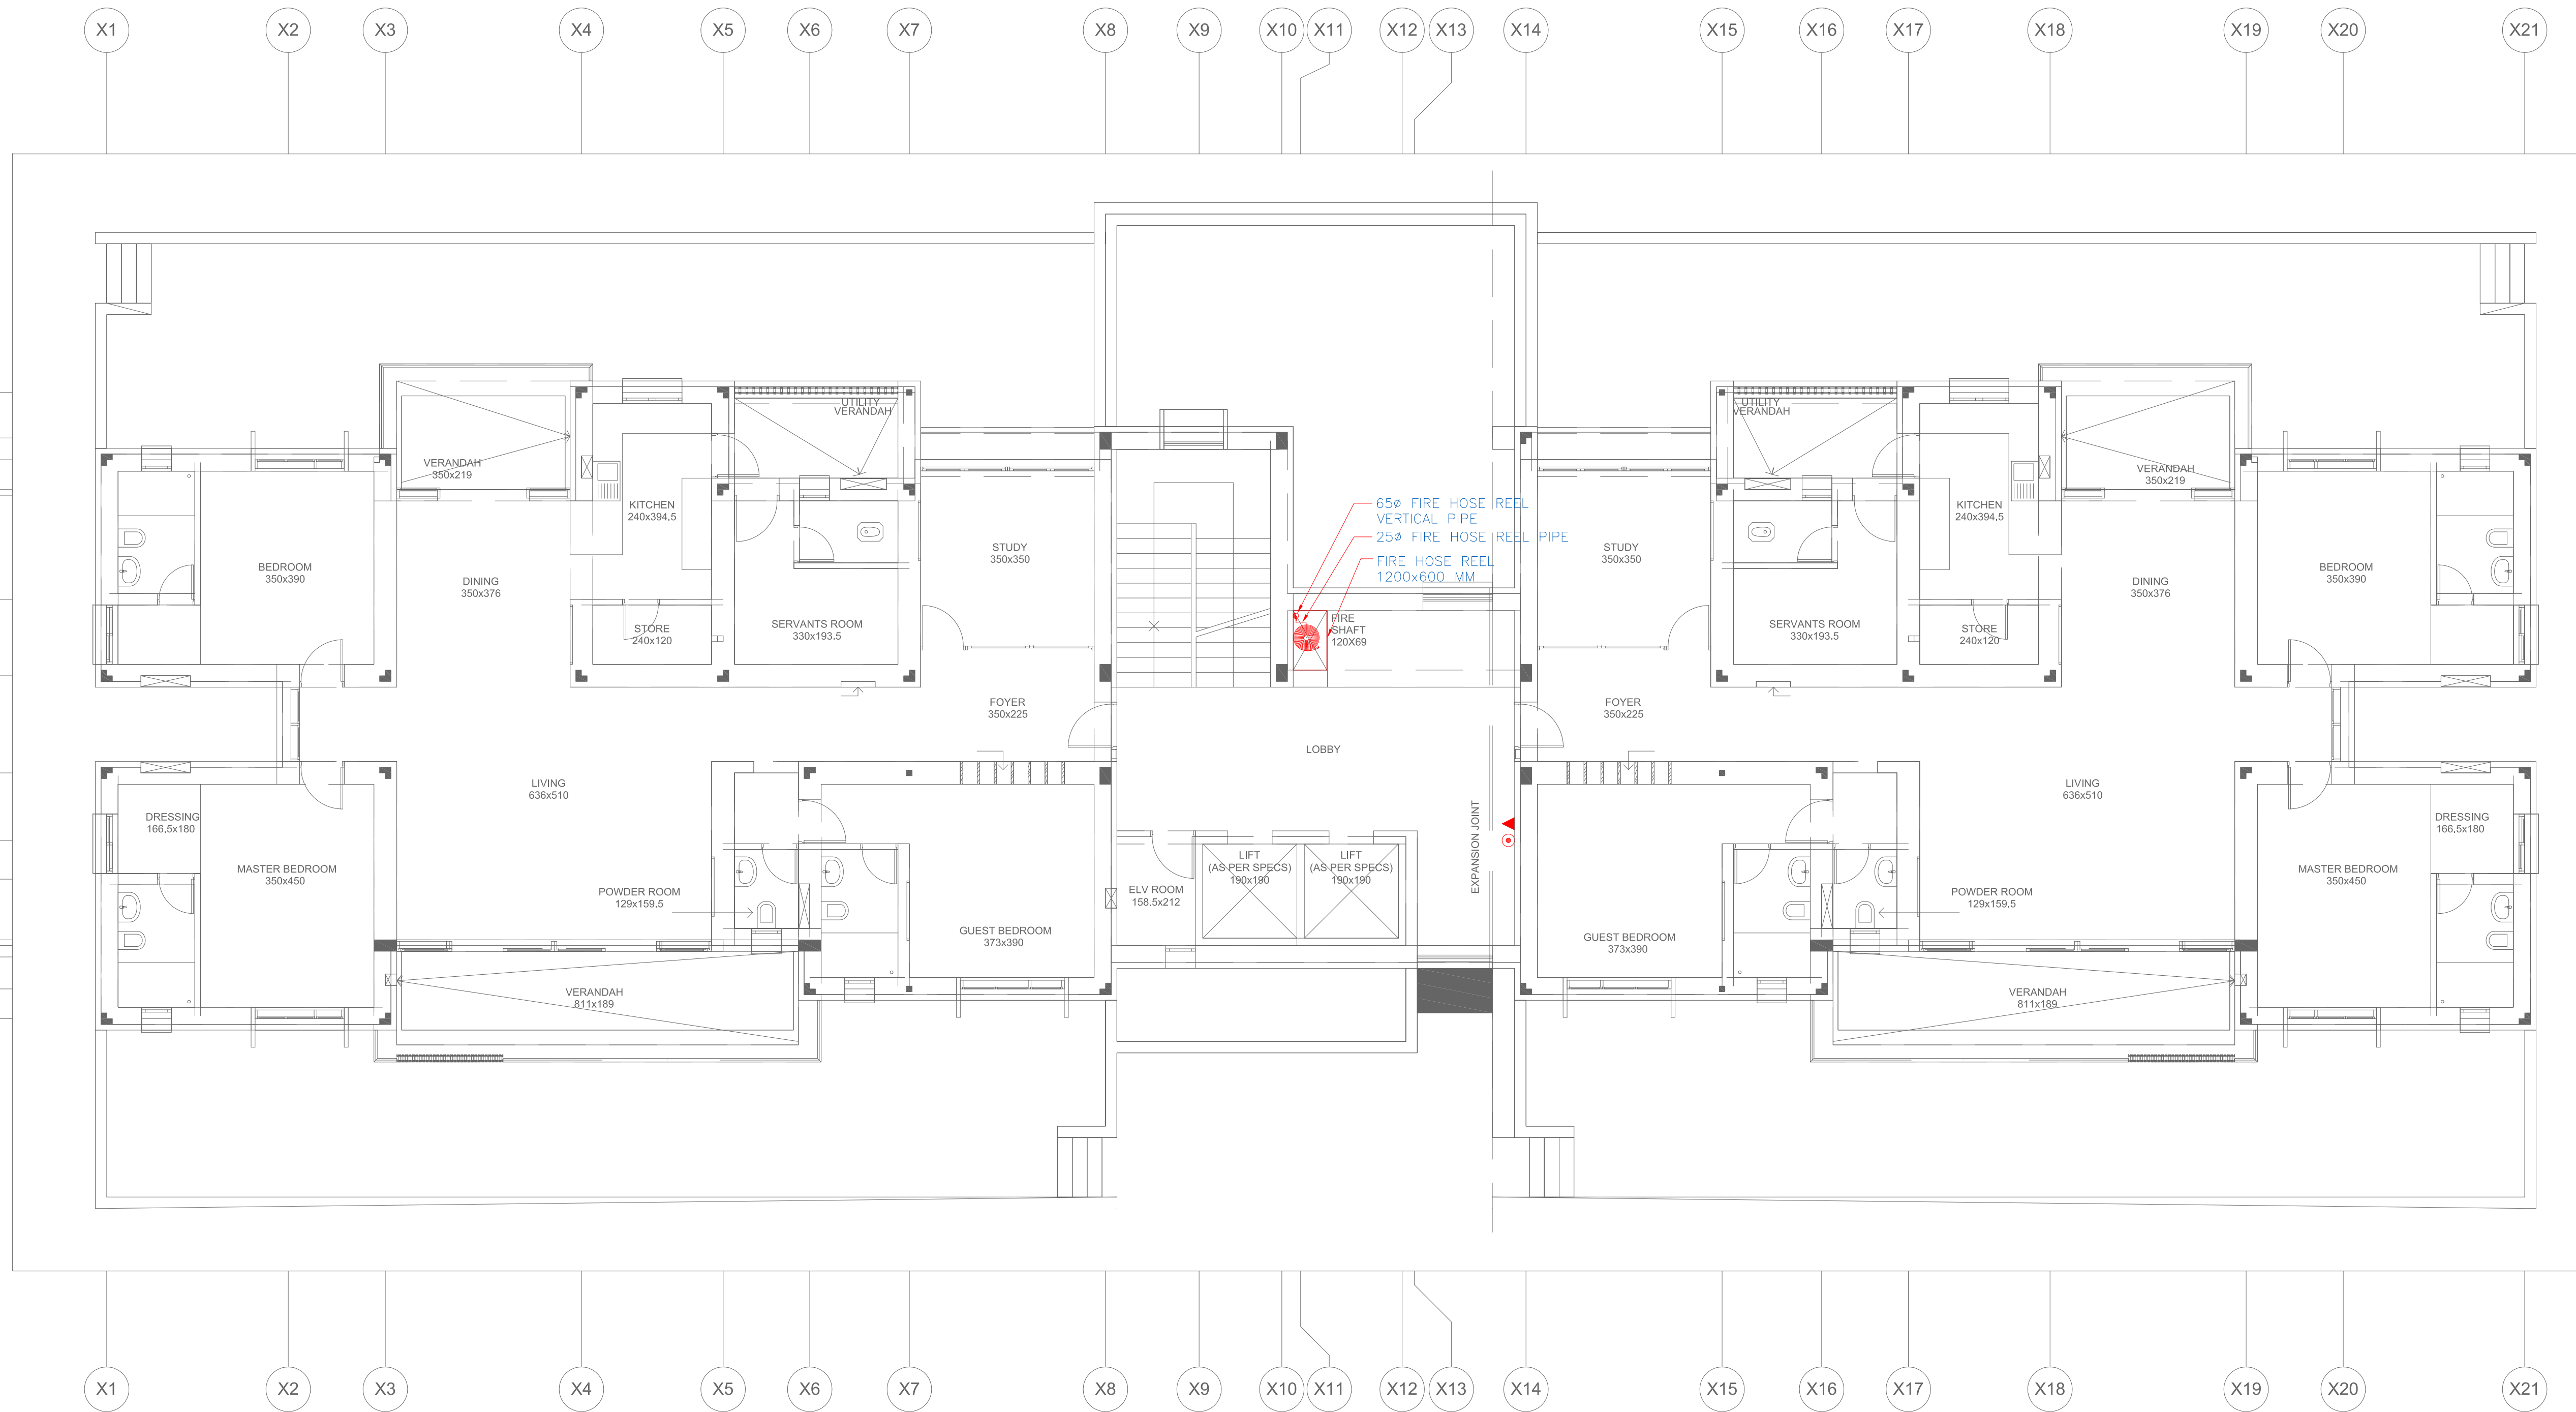 X1 X2 X3 X4 X5 X6 X7 X8 X9 X10 X11 X12 X13 X14 X15 X16 X17 X18 X19 X20 X21
UTILITY
VERANDAH
UTILITY
VERANDAH
VERANDAH
350x219
VERANDAH
350x219
KITCHEN
240x394.5
65ø FIRE HOSE REEL
VERTICAL PIPE
25ø FIRE HOSE REEL PIPE
FIRE HOSE REEL
1200x600 MM
KITCHEN
240x394.5
STUDY
350x350
STUDY
350x350
BEDROOM
350x390
DINING
350x376
DINING
350x376
BEDROOM
350x390
STORE
240x120
SERVANTS ROOM
330x193.5
FIRE
SHAFT
120X69
SERVANTS ROOM
330x193.5
STORE
240x120
FOYER
350x225
FOYER
350x225
LOBBY
LIVING
636x510
LIVING
636x510
DRESSING
166.5x180
DRESSING
166.5x180
EXPANSION JOINT
MASTER BEDROOM
350x450
LIFT
(AS PER SPECS)
190x190
LIFT
(AS PER SPECS)
190x190
MASTER BEDROOM
350x450
POWDER ROOM
129x159.5
ELV ROOM
158.5x212
POWDER ROOM
129x159.5
GUEST BEDROOM
373x390
GUEST BEDROOM
373x390
VERANDAH
811x189
VERANDAH
811x189
X1 X2 X3 X4 X5 X6 X7 X8 X9 X10 X11 X12 X13 X14 X15 X16 X17 X18 X19 X20 X21